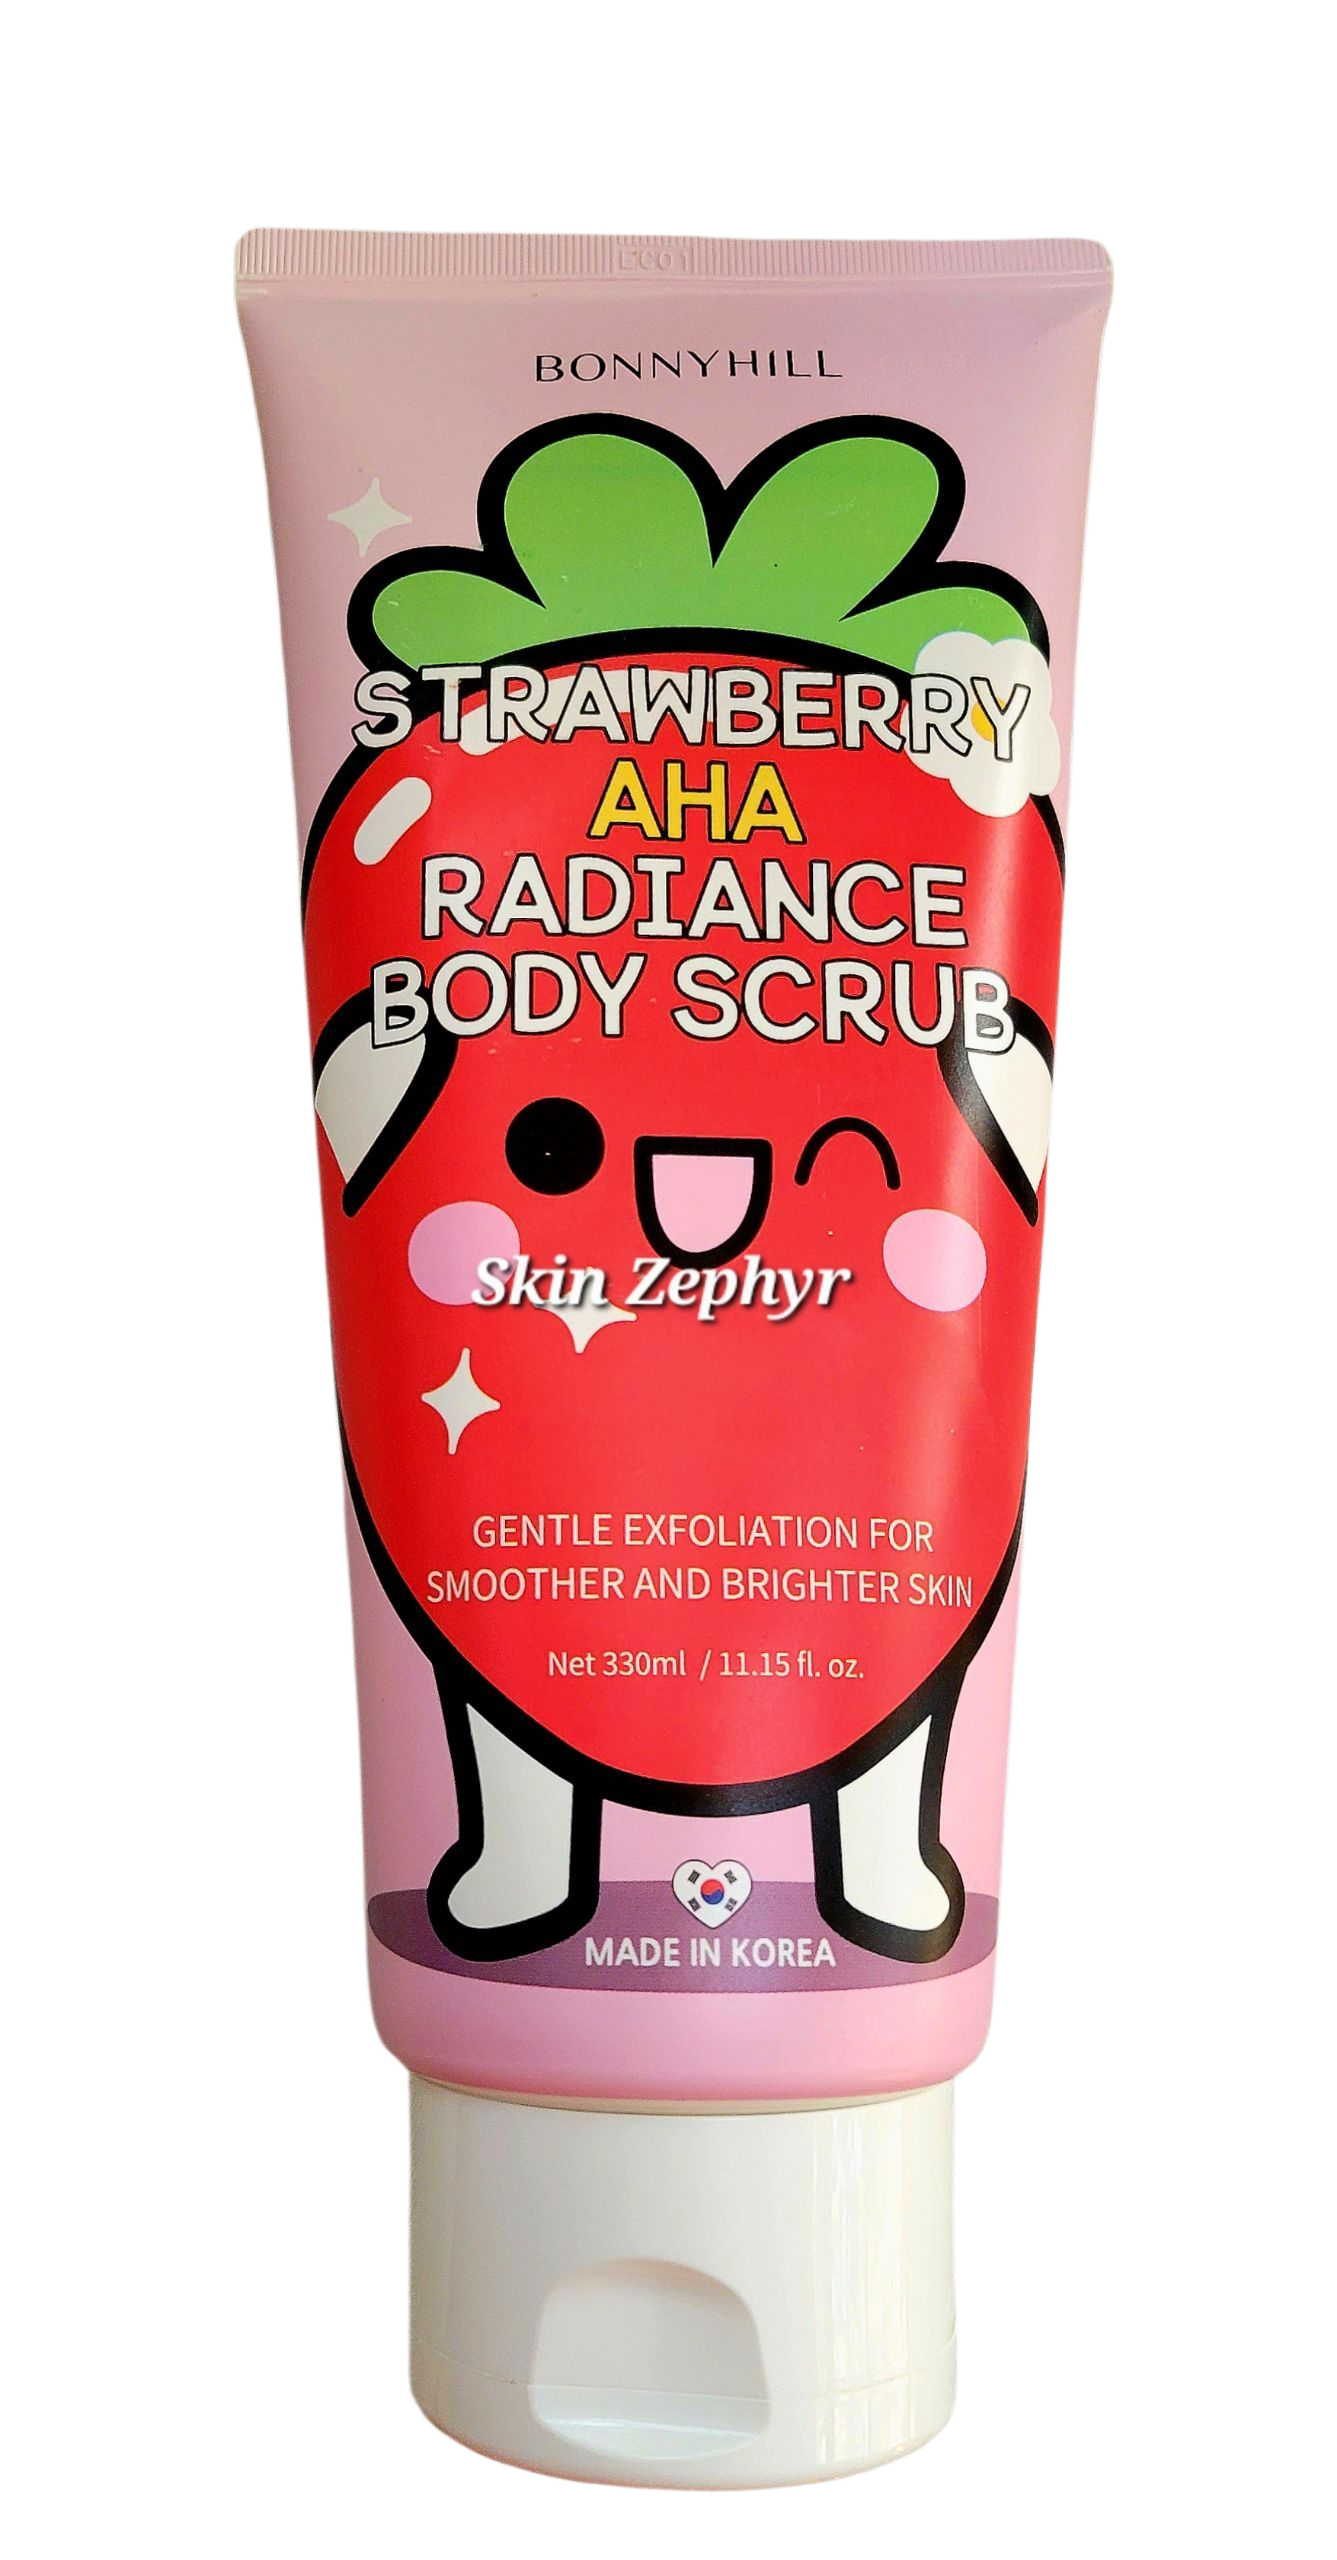 EC01
BONNYHILL
STRAWBERRY
AHA
RADIANCE
BODY SCRUB
Skin Zephyr
GENTLE EXFOLIATION FOR
SMOOTHER AND BRIGHTER SKIN
Net 330ml / 11.15 fl. oz.
MADE IN KOREA